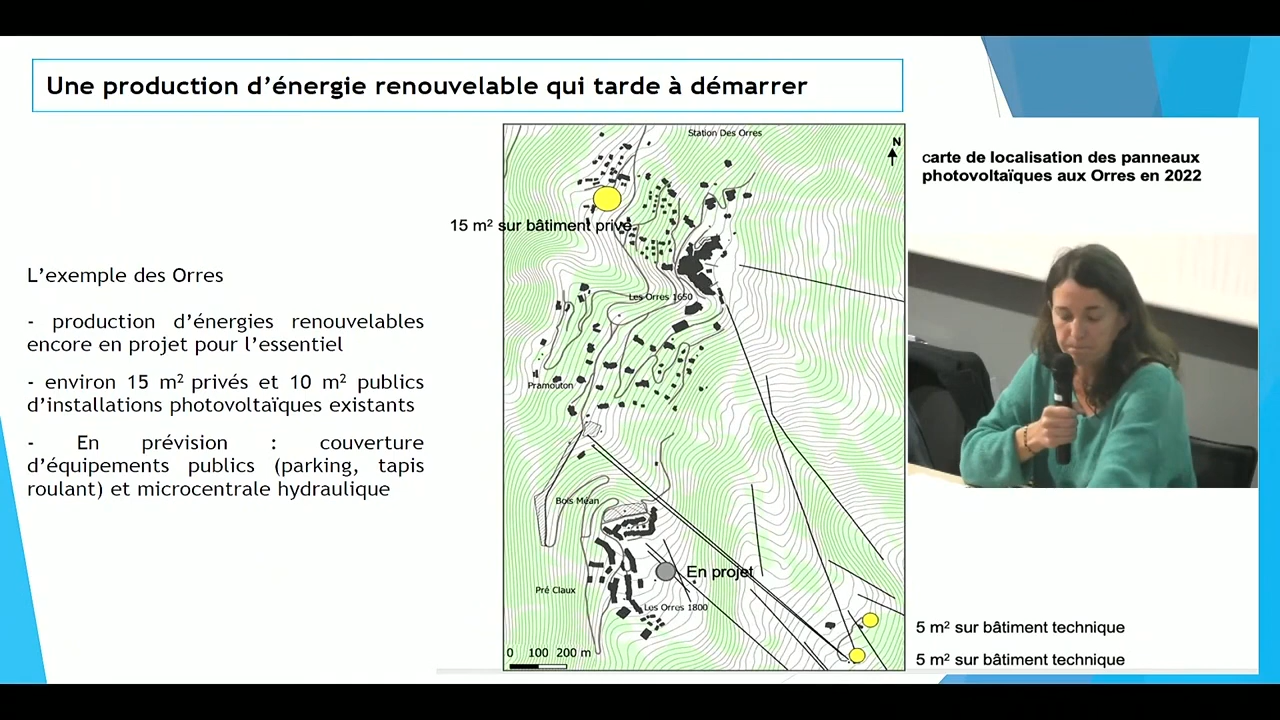 Une production d’énergie renouvelable qui tarde à démarrer
Station Des Orres
N
carte de localisation des panneaux
photovoltaïques aux Orres en 2022
15 m² sur bâtiment privé
L’exemple des Orres
Les Orres 1650
- production d’énergies renouvelables
encore en projet pour l’essentiel
- environ 15 m² privés et 10 m² publics
d’installations photovoltaïques existants
Pramouton
- En prévision : couverture
d’équipements publics (parking, tapis
roulant) et microcentrale hydraulique
Bois Méan
En projet
Pré Claux
Les Orres 1800
5 m² sur bâtiment technique
0 100 200 m
5 m² sur bâtiment technique